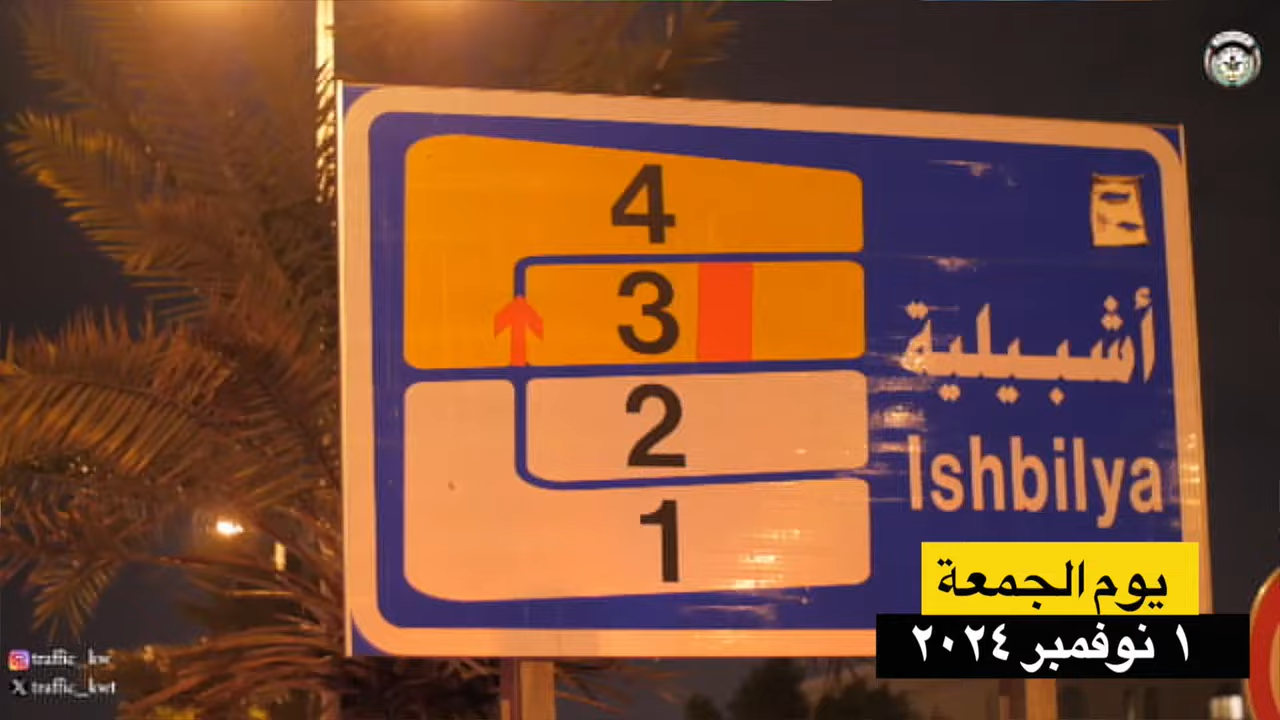 4
3
2
1
أشبيلية
Ishbilya
يوم الجمعة
١ نوفمبر ٢٠٢٤
traffic_kw
traffic_kwt